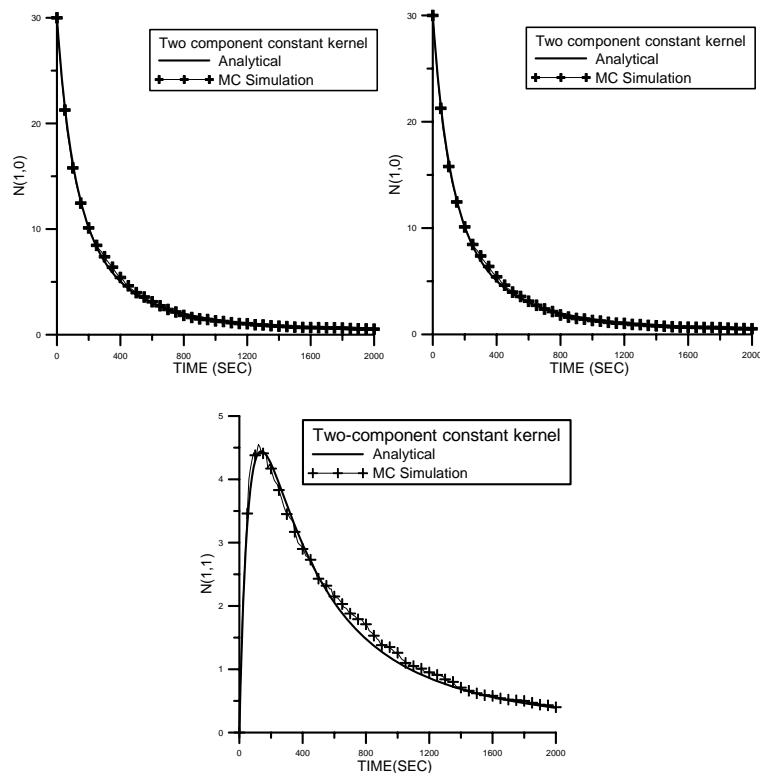 Two component constant kernel
Analytical
MC Simulation
30
20
10
0
N(1,0)
0 400 800 1200 1600 2000
TIME (SEC)
Two component constant kernel
Analytical
MC Simulation
30
20
10
0
N(1,0)
0 400 800 1200 1600 2000
TIME (SEC)
Two-component constant kernel
Analytical
MC Simulation
5
4
3
2
1
0
N(1,1)
0 400 800 1200 1600 2000
TIME(SEC)